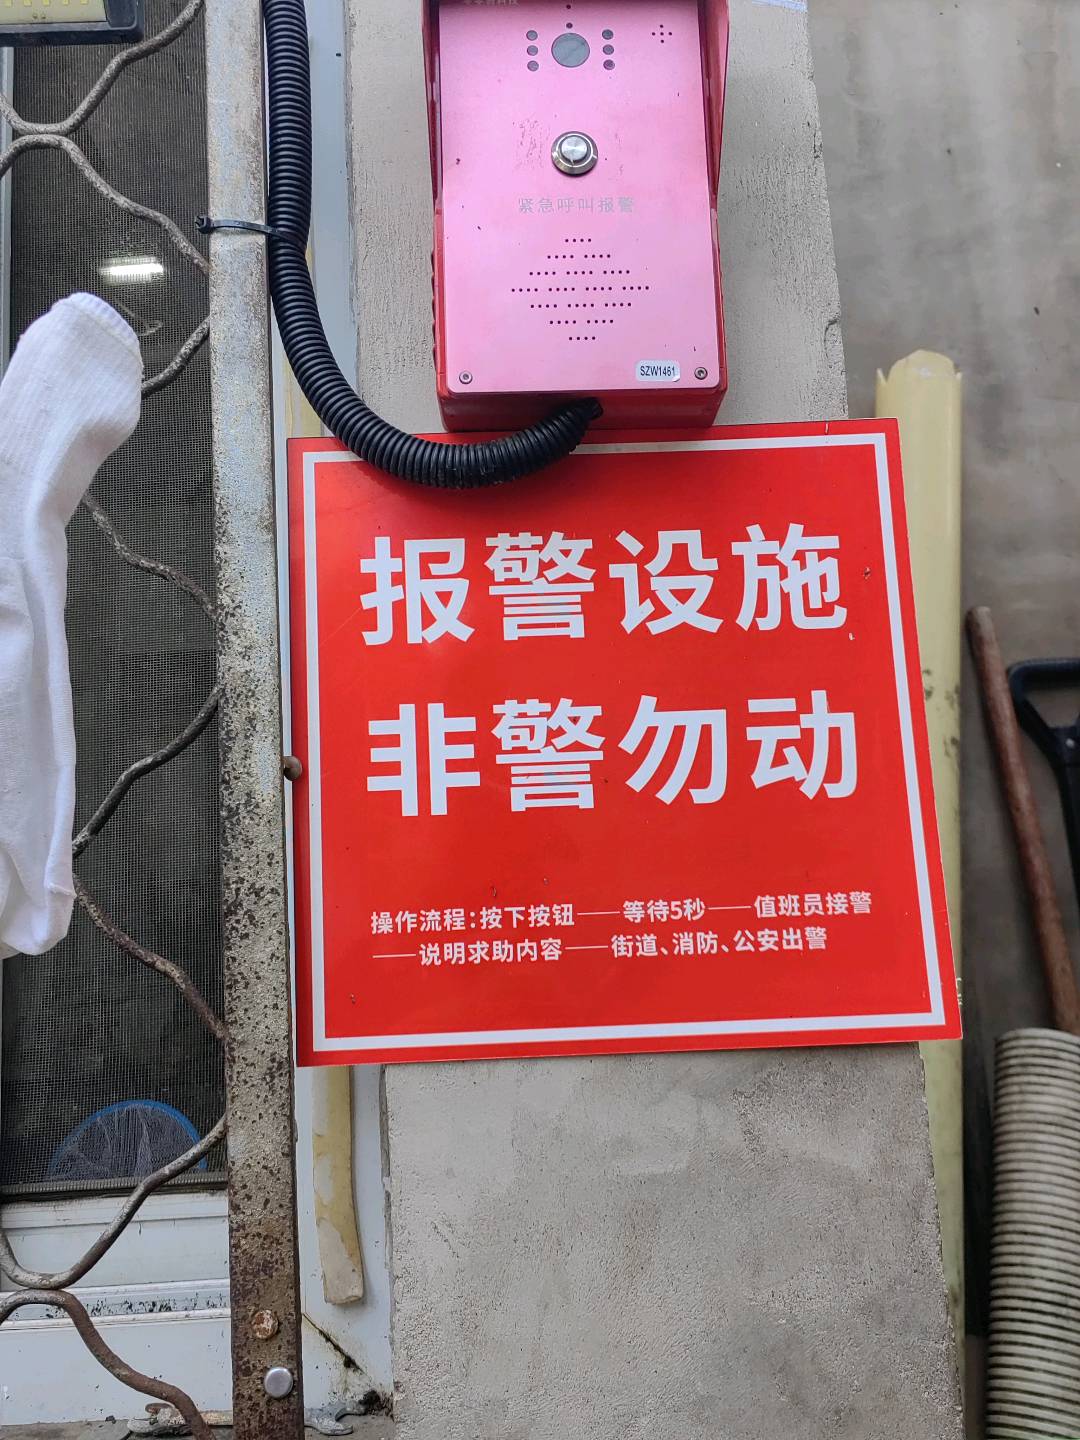 紧急呼叫报警
SZW1461
报警设施
非警勿动
操作流程:按下按钮——等待5秒——值班员接警
——说明求助内容——街道、消防、公安出警